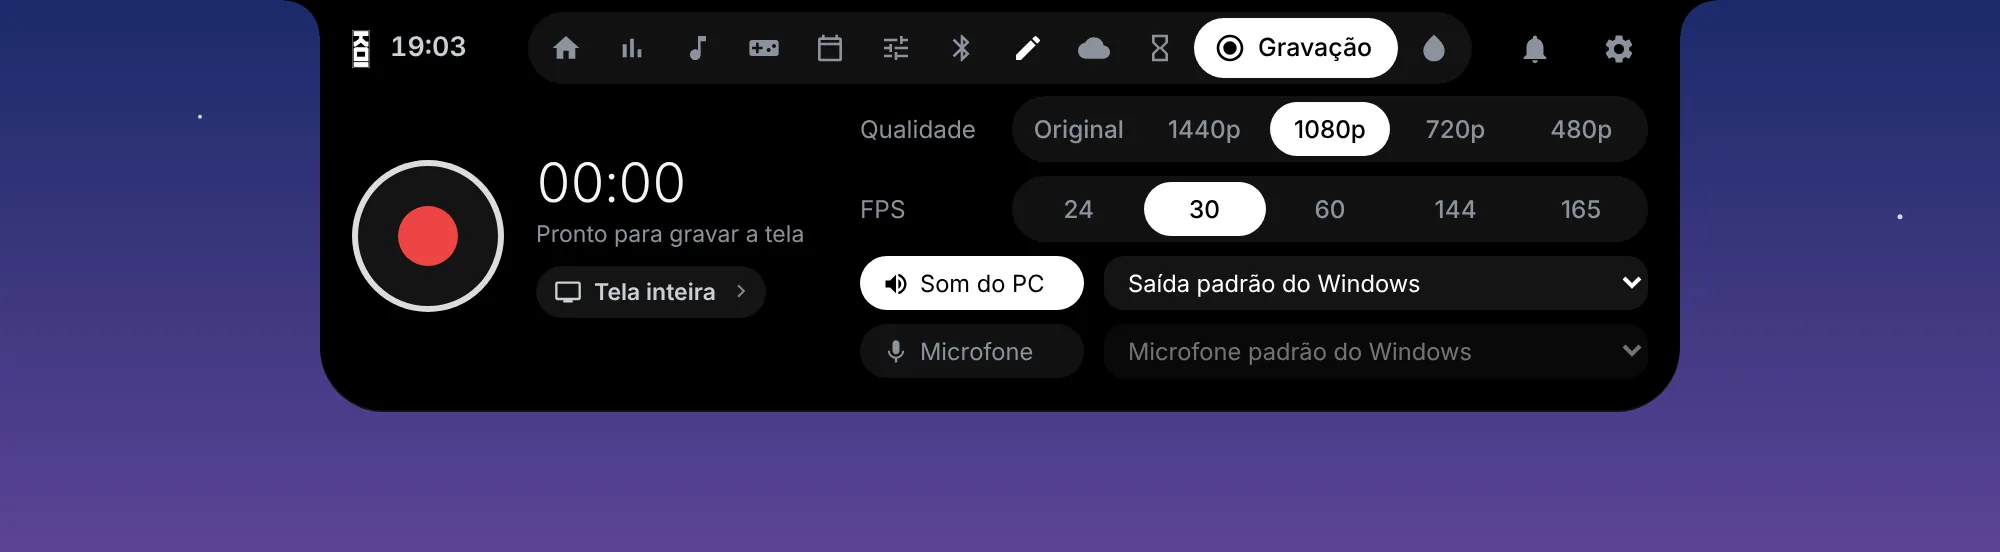 KOI
19:03
Gravação
00:00
Pronto para gravar a tela
Tela inteira
Qualidade
Original 1440p 1080p 720p 480p
FPS
24 30 60 144 165
Som do PC
Saída padrão do Windows
Microfone
Microfone padrão do Windows